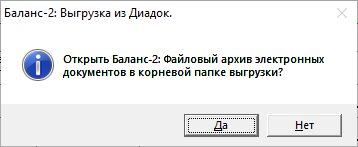 Баланс-2: Выгрузка из Диадок.
Открыть Баланс-2: Файловый архив электронных
документов в корневой папке выгрузки?
Да
Нет